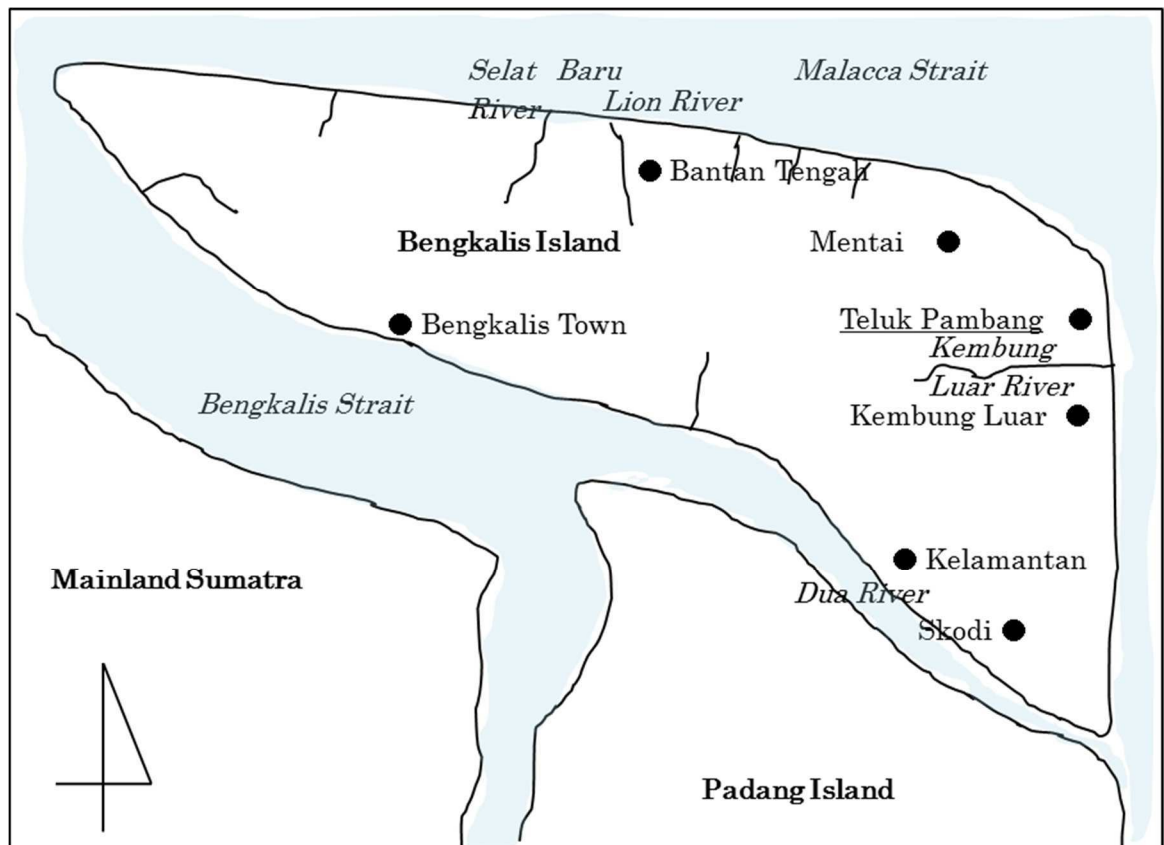 Selat Baru
River
Malacca Strait
Lion River
Bantan Tengah
Bengkalis Island
Mentai
Bengkalis Town
Teluk Pambang
Kembung
Luar River
Bengkalis Strait
Kembung Luar
Kelamantan
Mainland Sumatra
Dua River
Skodi
Padang Island